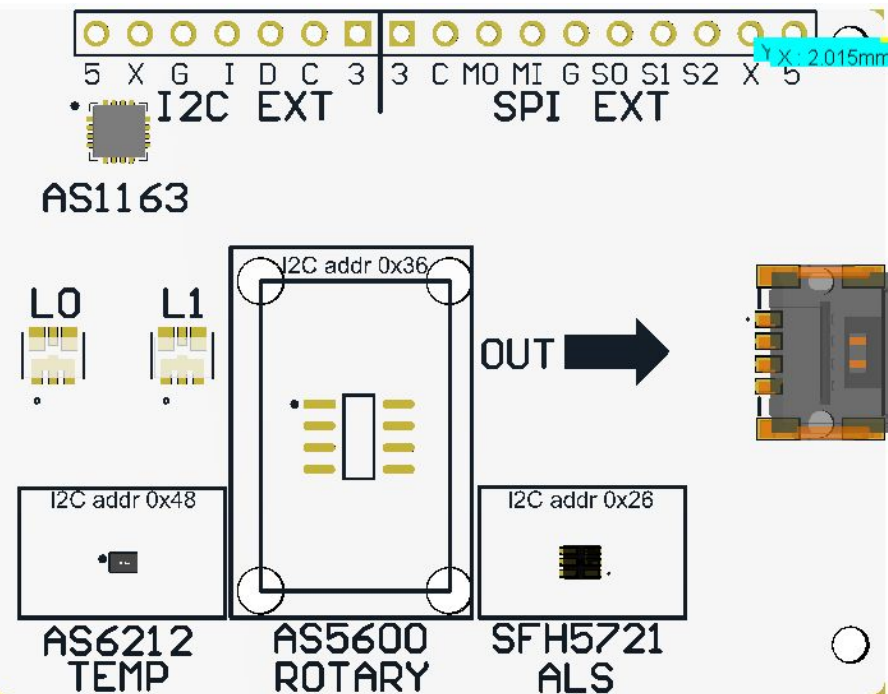 Y X : 2.015mm
5 X G I D C 3 3 C MO MI G SO S1 S2 X 5
I2C EXT SPI EXT
AS1163
I2C addr 0x36
L0 L1
OUT
I2C addr 0x48
I2C addr 0x26
AS6212
TEMP
AS5600
ROTARY
SFH5721
ALS